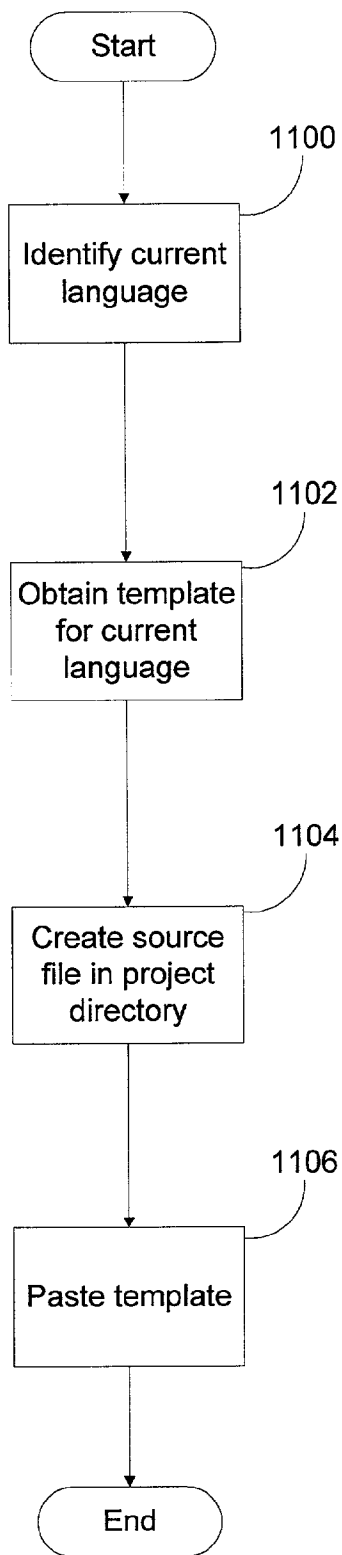 Start
1100
Identify current
language
1102
Obtain template
for current
language
1104
Create source
file in project
directory
1106
Paste template
End